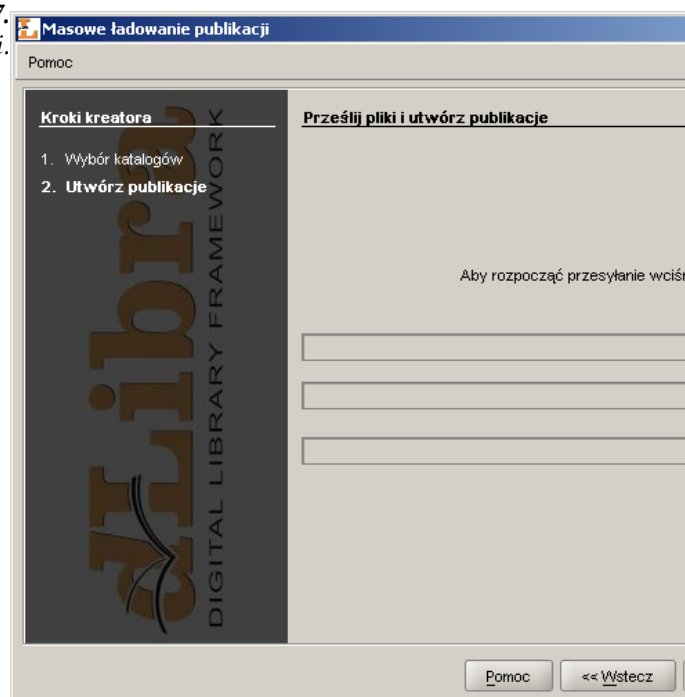 7.
i.
Masowe ładowanie publikacji
Pomoc
Kroki kreatora
1. Wybór katalogów
2. Utwórz publikacje
dLibra
DIGITAL LIBRARY FRAMEWORK
Prześlij pliki i utwórz publikacje
Aby rozpocząć przesyłanie
Pomoc
<< Wstecz